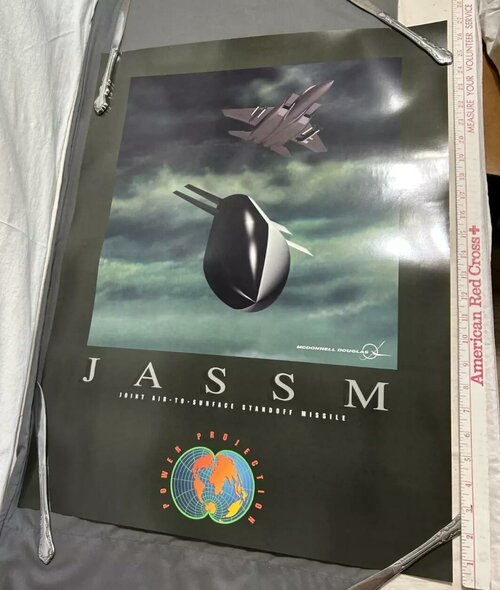 MCDONNELL DOUGLAS
JASSM
JOINT AIR-TO-SURFACE STANDOFF MISSILE
POWER PROJECTION
American Red Cross
MEASURE YOUR VOLUNTEER SERVICE